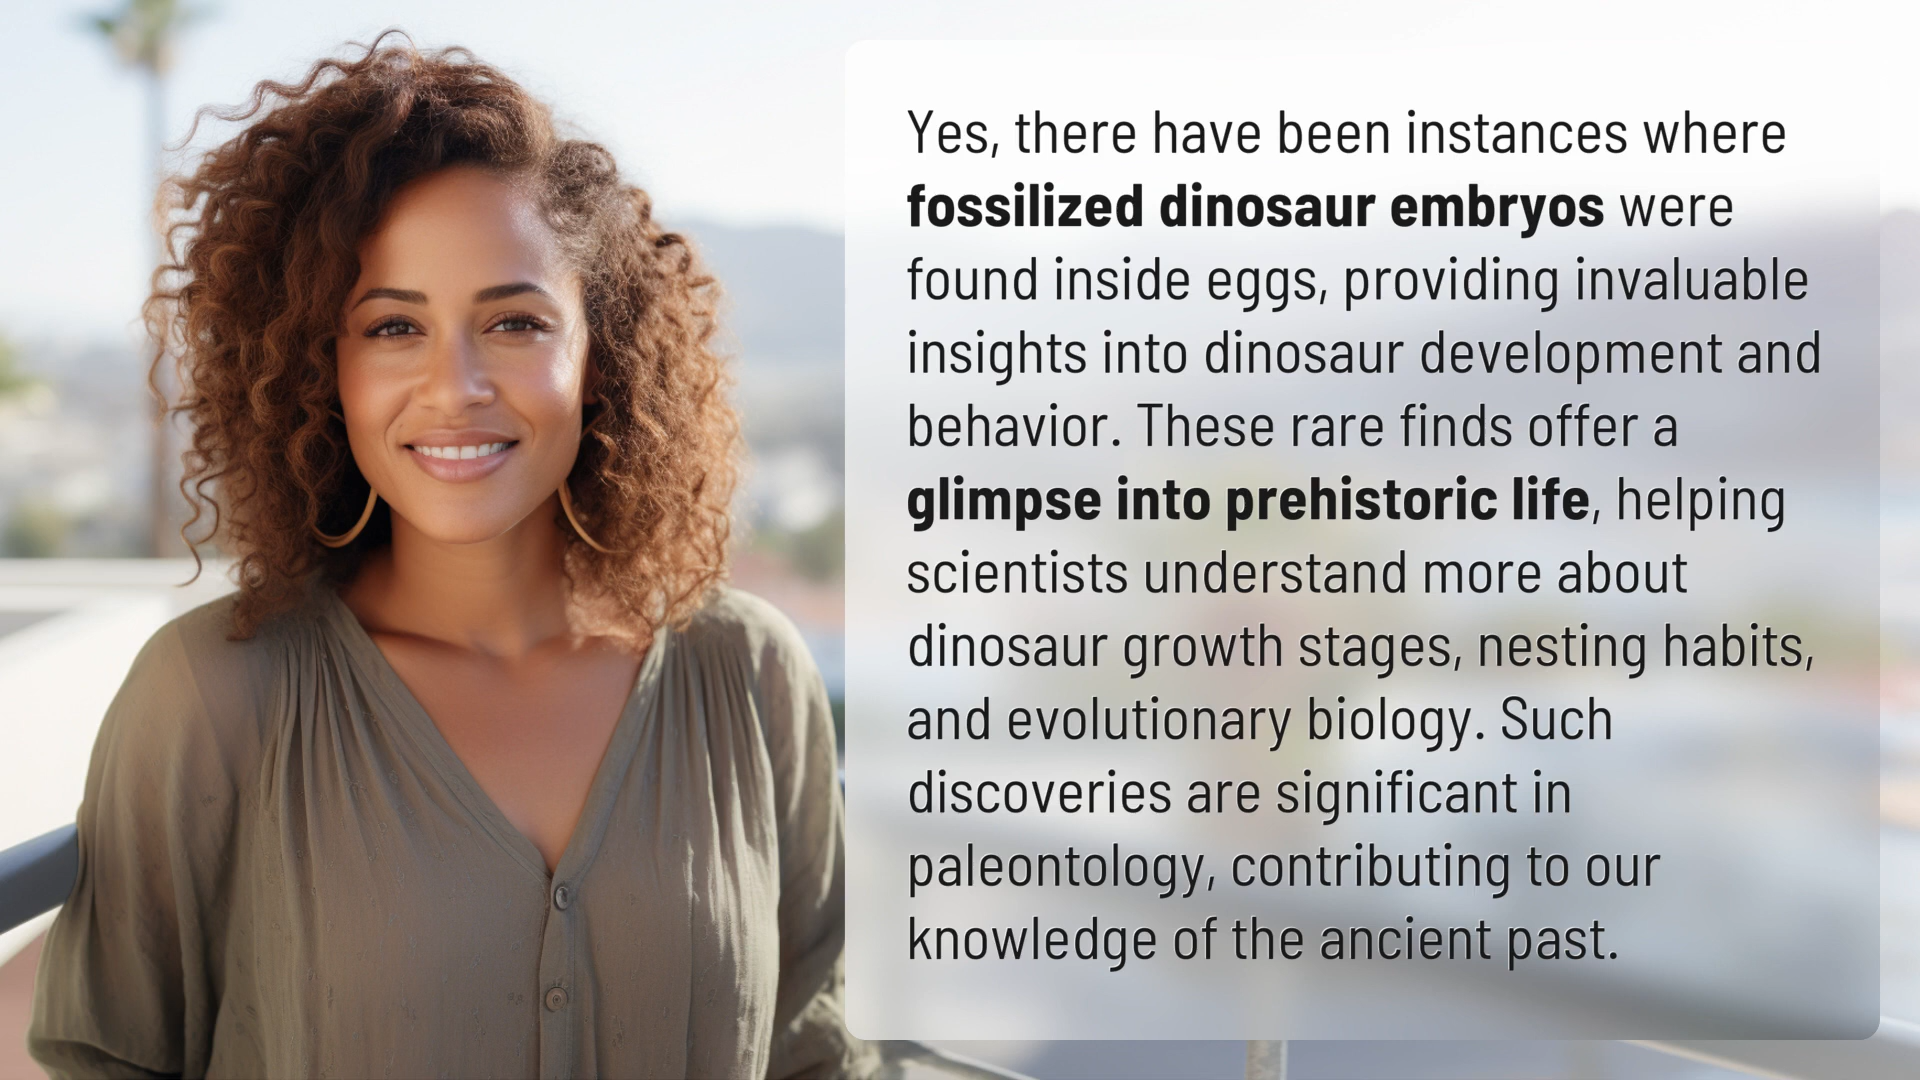 Yes, there have been instances where
fossilized dinosaur embryos were
found inside eggs, providing invaluable
insights into dinosaur development and
behavior. These rare finds offer a
glimpse into prehistoric life, helping
scientists understand more about
dinosaur growth stages, nesting habits,
and evolutionary biology. Such
discoveries are significant in
paleontology, contributing to our
knowledge of the ancient past.